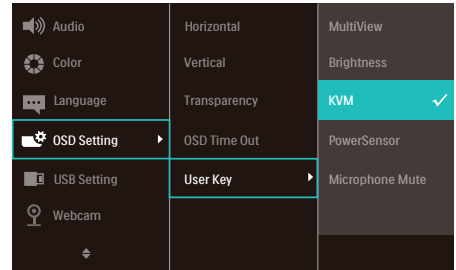 Audio
Color
Language
OSD Setting
USB Setting
Webcam
Horizontal
Vertical
Transparency
OSD Time Out
User Key
MultiView
Brightness
KVM
PowerSensor
Microphone Mute